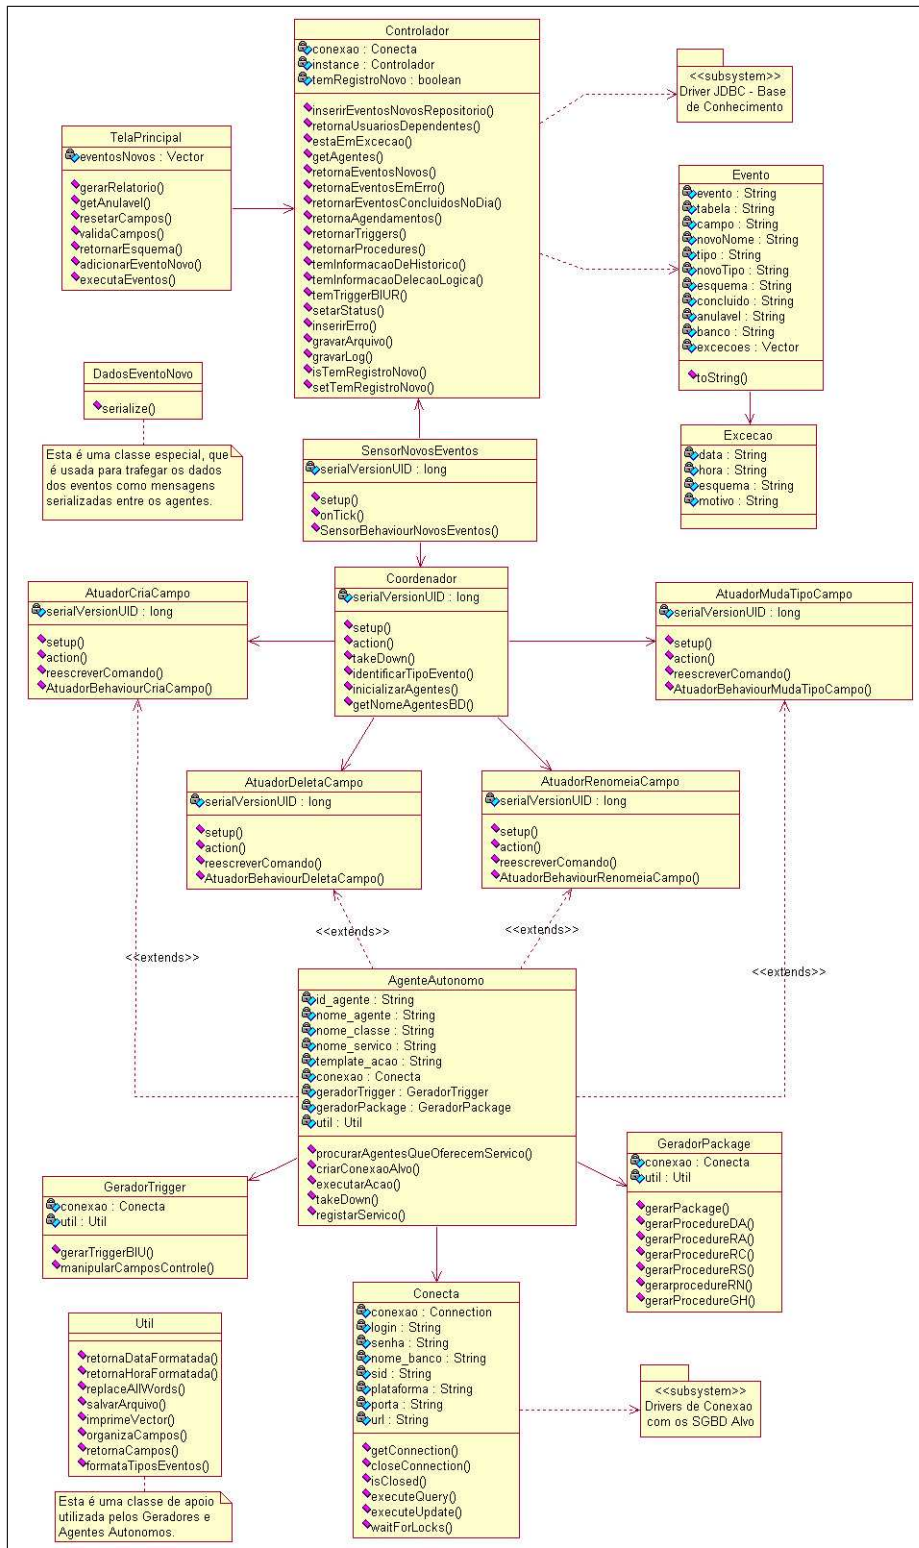 Controlador
conexao : Conecta
instance : Controlador
temRegistroNovo : boolean
inserirEventosNovosRepositorio()
retornaUsuariosDependentes()
estaEmExcecao()
getAgentes()
retornaEventosNovos()
retornaEventosEmErro()
retornarEventosConcluidosNoDia()
retornaAgendamentos()
retornarTriggers()
retornarProcedures()
temInformacaoDeHistorico()
temInformacaoDelecaoLogica()
temTriggerBIUR()
setarStatus()
inserirErro()
gravarArquivo()
gravarLog()
isTemRegistroNovo()
setTemRegistroNovo()
<<subsystem>>
Driver JDBC - Base
de Conhecimento
TelaPrincipal
eventosNovos : Vector
gerarRelatorio()
getAnulavel()
resetarCampos()
validaCampos()
retornarEsquema()
adicionarEventoNovo()
executaEventos()
Evento
evento : String
tabela : String
campo : String
novoNome : String
tipo : String
novoTipo : String
esquema : String
concluido : String
anulavel : String
banco : String
excecoes : Vector
toString()
DadosEventoNovo
serialize()
Esta é uma classe especial, que
é usada para trafegar os dados
dos eventos como mensagens
serializadas entre os agentes.
SensorNovosEventos
serialVersionUID : long
setup()
onTick()
SensorBehaviourNovosEventos()
Excecao
data : String
hora : String
esquema : String
motivo : String
Coordenador
serialVersionUID : long
setup()
action()
takeDown()
identificarTipoEvento()
inicializarAgentes()
getNomeAgentesBD()
AtuadorCriaCampo
serialVersionUID : long
setup()
action()
reescreverComando()
AtuadorBehaviourCriaCampo()
AtuadorMudaTipoCampo
serialVersionUID : long
setup()
action()
reescreverComando()
AtuadorBehaviourMudaTipoCampo()
AtuadorDeletaCampo
serialVersionUID : long
setup()
action()
reescreverComando()
AtuadorBehaviourDeletaCampo()
AtuadorRenomeiaCampo
serialVersionUID : long
setup()
action()
reescreverComando()
AtuadorBehaviourRenomeiaCampo()
<<extends>>
<<extends>>
<<extends>>
<<extends>>
AgenteAutonomo
id_agente : String
nome_agente : String
nome_classe : String
nome_servico : String
template_acao : String
conexao : Conecta
geradorTrigger : GeradorTrigger
geradorPackage : GeradorPackage
util : Util
procurarAgentesQueOferecemServico()
criarConexaoAlvo()
executarAcao()
takeDown()
registarServico()
GeradorTrigger
conexao : Conecta
util : Util
gerarTriggerBIU()
manipularCamposControle()
GeradorPackage
conexao : Conecta
util : Util
gerarPackage()
gerarProcedureDA()
gerarProcedureRA()
gerarProcedureRC()
gerarProcedureRS()
gerarprocedureRN()
gerarProcedureGH()
Conecta
conexao : Connection
login : String
senha : String
nome_banco : String
sid : String
plataforma : String
porta : String
url : String
getConnection()
closeConnection()
isClosed()
executeQuery()
executeUpdate()
waitForLocks()
Util
retornaDataFormatada()
retornaHoraFormatada()
replaceAllWords()
salvarArquivo()
imprimeVector()
organizaCampos()
retornaCampos()
formataTiposEventos()
<<subsystem>>
Drivers de Conexao
com os SGBD Alvo
Esta é uma classe de apoio
utilizada pelos Geradores e
Agentes Autonomos.